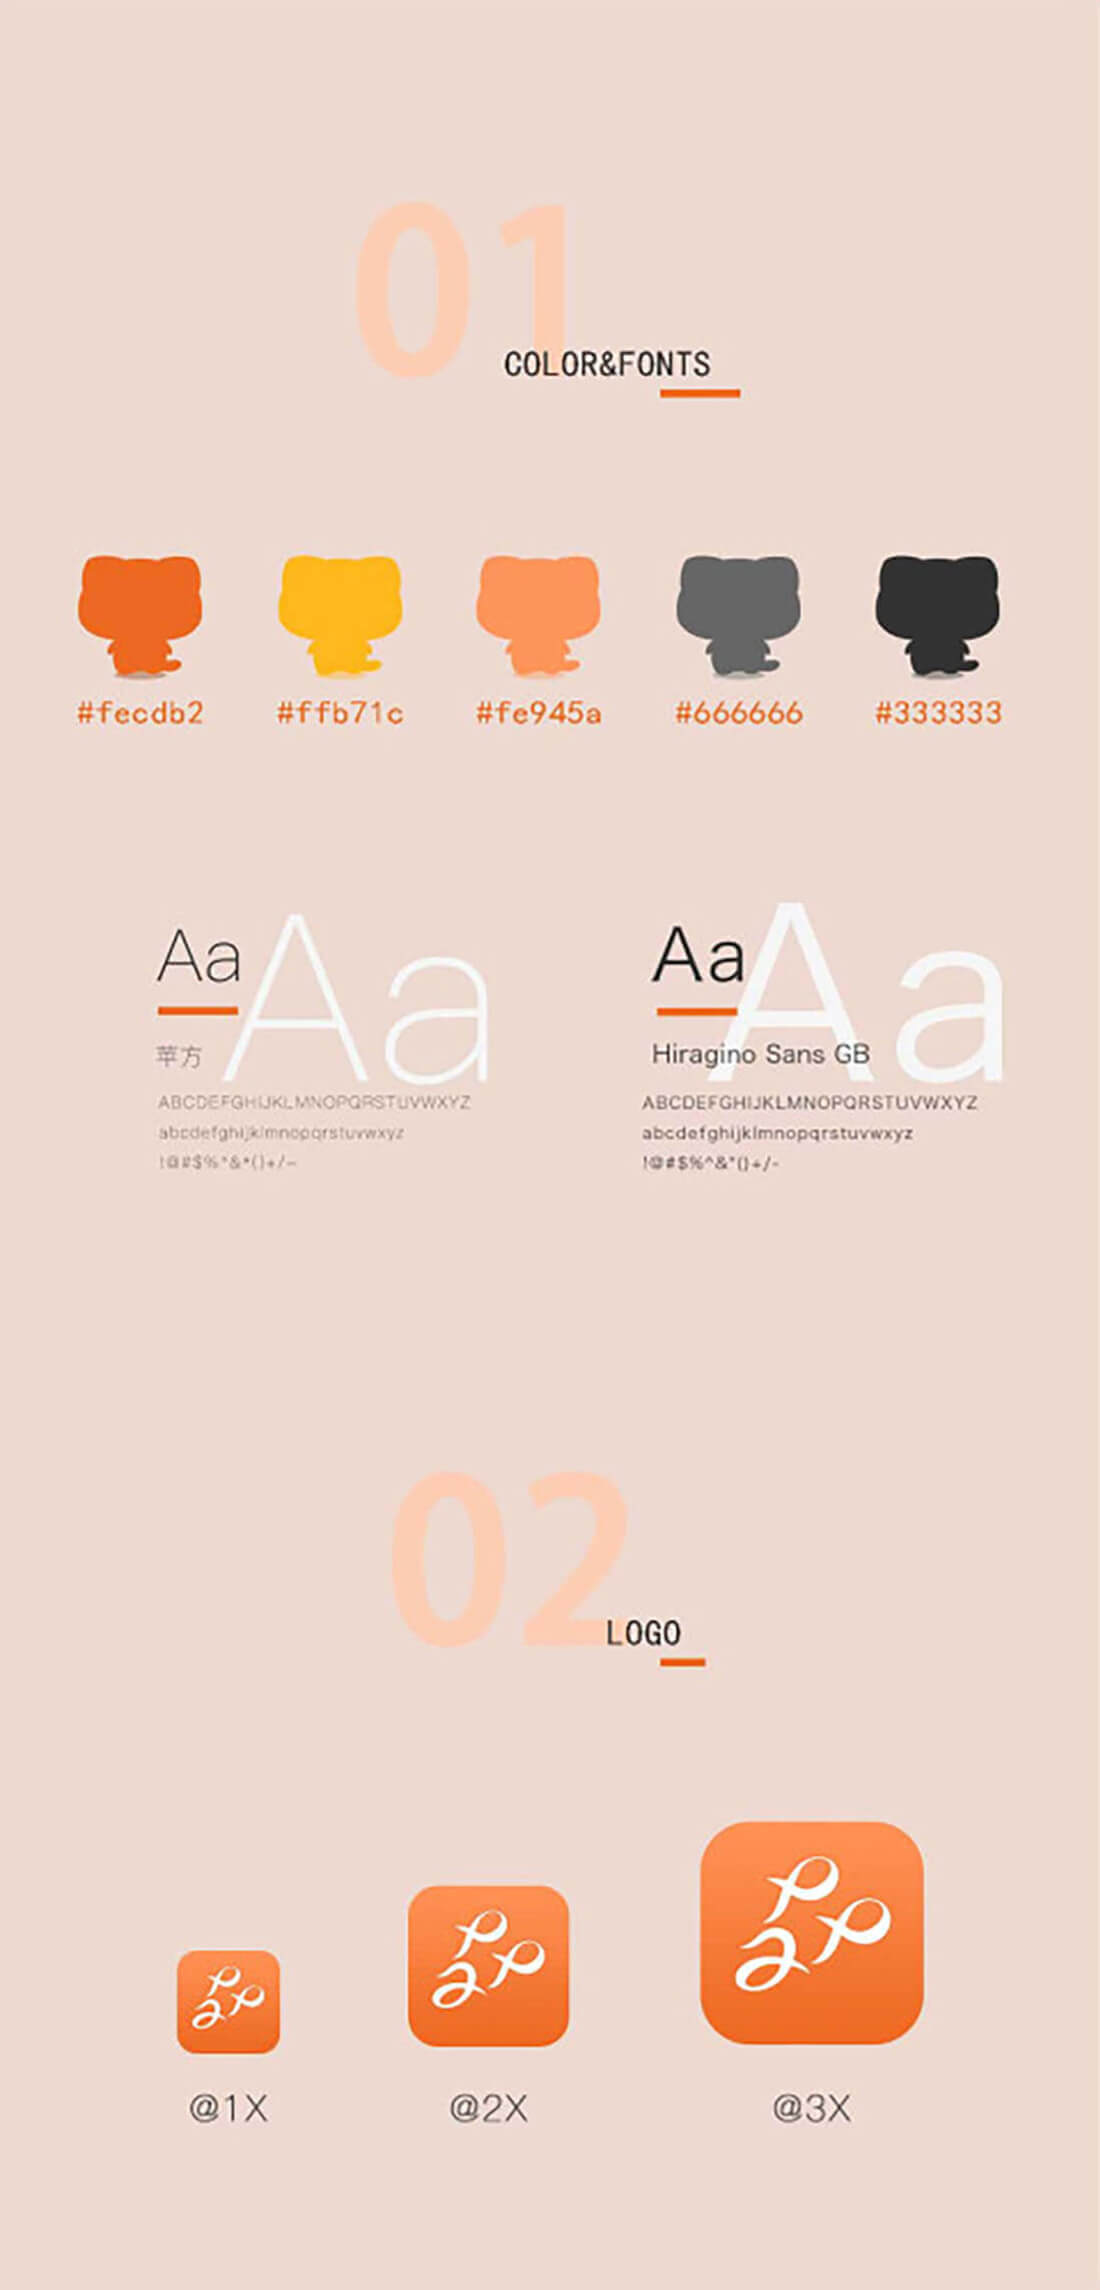 01
COLOR&FONTS
#fecdb2 #ffb71c #fe945a #666666 #333333
Aa Aa
苹方
ABCDEFGHIJKLMNOPQRSTUVWXYZ
abcdefghijklmnopqrstuvwxyz
!@#$%^&*()+/-
Aa Aa
Hiragino Sans GB
ABCDEFGHIJKLMNOPQRSTUVWXYZ
abcdefghijklmnopqrstuvwxyz
!@#$%^&*()+/-
02
LOGO
@1X @2X @3X